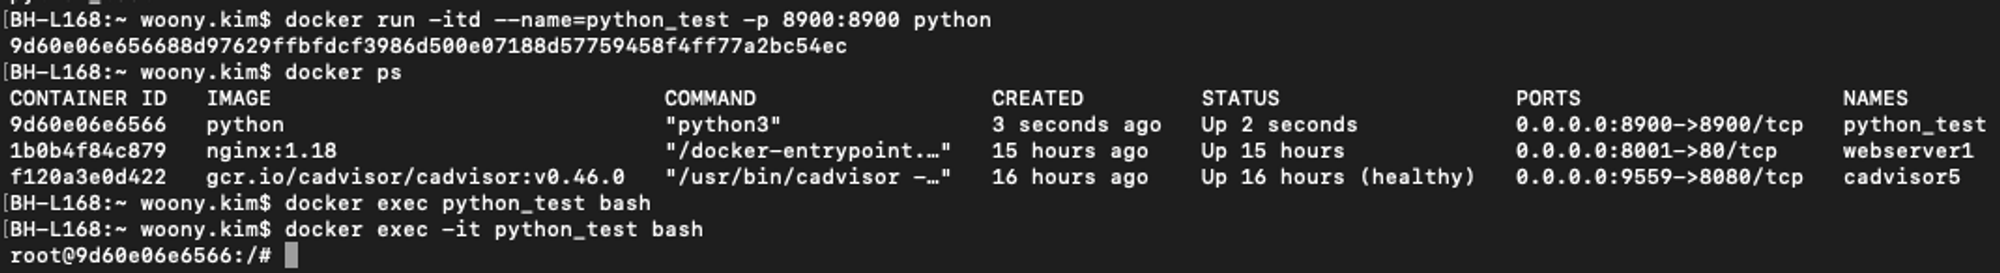 [BH-L168:~ woony.kim$ docker run -itd --name=python_test -p 8900:8900 python
9d60e06e656688d97629ffbfdcf3986d500e07188d57759458f4ff77a2bc54ec
[BH-L168:~ woony.kim$ docker ps
CONTAINER ID   IMAGE                              COMMAND                  CREATED         STATUS                  PORTS                    NAMES
9d60e06e6566   python                             "python3"                3 seconds ago   Up 2 seconds            0.0.0.0:8900->8900/tcp   python_test
1b0b4f84c879   nginx:1.18                         "/docker-entrypoint.…"   15 hours ago    Up 15 hours             0.0.0.0:8001->80/tcp     webserver1
f120a3e0d422   gcr.io/cadvisor/cadvisor:v0.46.0   "/usr/bin/cadvisor -…"   16 hours ago    Up 16 hours (healthy)   0.0.0.0:9559->8080/tcp   cadvisor5
[BH-L168:~ woony.kim$ docker exec python_test bash
[BH-L168:~ woony.kim$ docker exec -it python_test bash
root@9d60e06e6566:/#